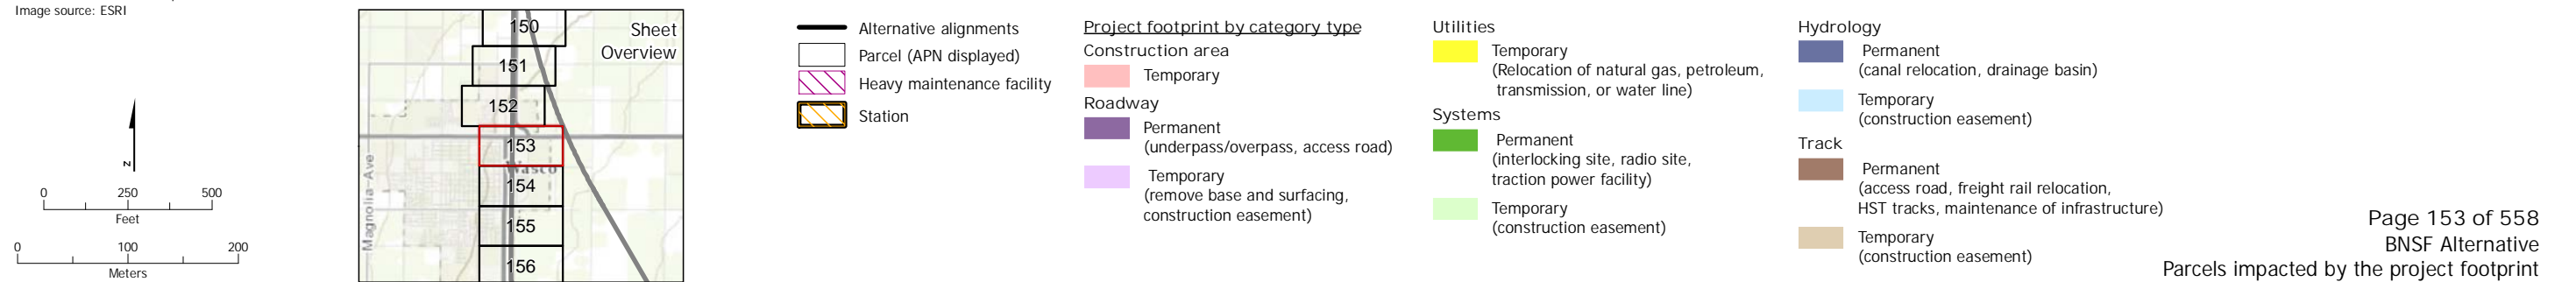 Image source: ESRI
N
0 250 500
Feet
0 100 200
Meters
Sheet
Overview
150
151
152
153
Wasco
154
155
156
Magnolia Ave
Alternative alignments
Parcel (APN displayed)
Heavy maintenance facility
Station
Project footprint by category type
Construction area
Temporary
Roadway
Permanent
(underpass/overpass, access road)
Temporary
(remove base and surfacing,
construction easement)
Utilities
Temporary
(Relocation of natural gas, petroleum,
transmission, or water line)
Systems
Permanent
(interlocking site, radio site,
traction power facility)
Temporary
(construction easement)
Hydrology
Permanent
(canal relocation, drainage basin)
Temporary
(construction easement)
Track
Permanent
(access road, freight rail relocation,
HST tracks, maintenance of infrastructure)
Temporary
(construction easement)
Page 153 of 558
BNSF Alternative
Parcels impacted by the project footprint